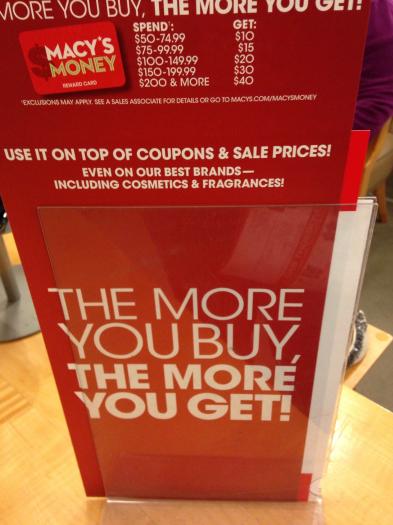 MORE YOU BUY, THE MORE YOU GET!
MACY'S
MONEY
REWARD CARD
SPEND*: GET:
$50-74.99 $10
$75-99.99 $15
$100-149.99 $20
$150-199.99 $30
$200 & MORE $40
*EXCLUSIONS MAY APPLY. SEE A SALES ASSOCIATE FOR DETAILS OR GO TO MACYS.COM/MACYSMONEY
USE IT ON TOP OF COUPONS & SALE PRICES!
EVEN ON OUR BEST BRANDS—
INCLUDING COSMETICS & FRAGRANCES!
THE MORE
YOU BUY,
THE MORE
YOU GET!